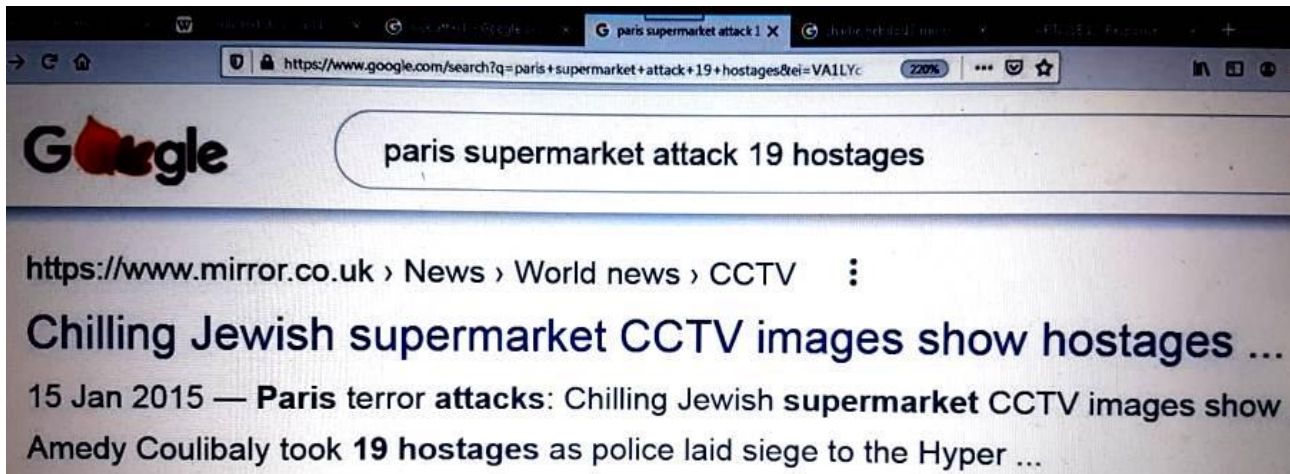 paris supermarket attack 1
https://www.google.com/search?q=paris+supermarket+attack+19+hostages&ei=VA1LYc
220%
Google
paris supermarket attack 19 hostages
https://www.mirror.co.uk › News › World news › CCTV
Chilling Jewish supermarket CCTV images show hostages ...
15 Jan 2015 — Paris terror attacks: Chilling Jewish supermarket CCTV images show
Amedy Coulibaly took 19 hostages as police laid siege to the Hyper ...